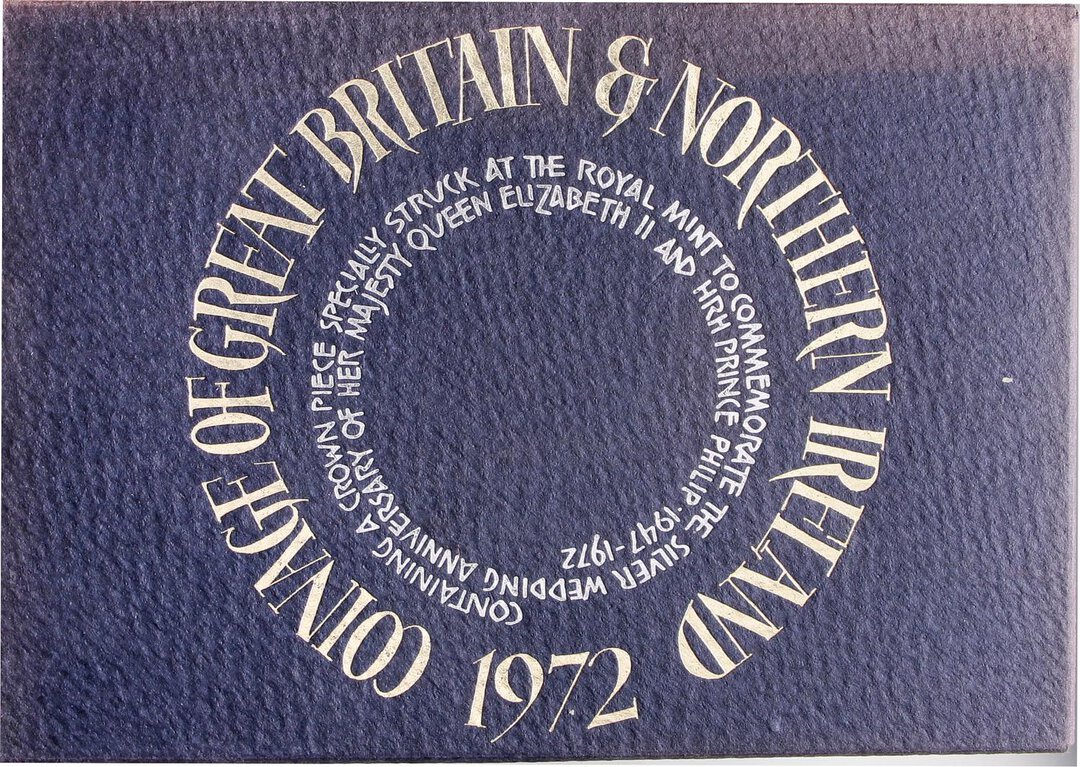 COINAGE OF GREAT BRITAIN & NORTHERN IRELAND
1972
CONTAINING A CROWN PIECE SPECIALLY STRUCK AT THE ROYAL MINT TO COMMEMORATE THE SILVER WEDDING
ANNIVERSARY OF HER MAJESTY QUEEN ELIZABETH II AND HRH PRINCE PHILIP · 1947-1972